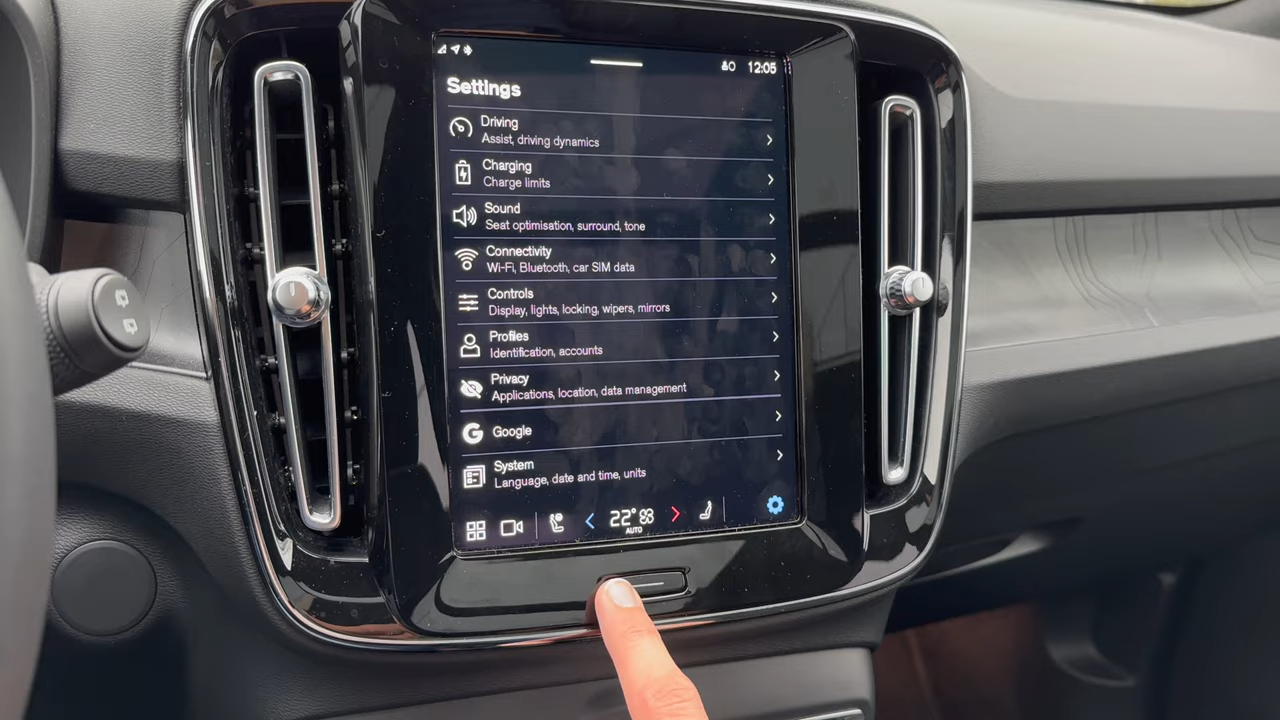 12:05
Settings
Driving
Assist, driving dynamics
Charging
Charge limits
Sound
Seat optimisation, surround, tone
Connectivity
Wi-Fi, Bluetooth, car SIM data
Controls
Display, lights, locking, wipers, mirrors
Profiles
Identification, accounts
Privacy
Applications, location, data management
Google
System
Language, date and time, units
22°
AUTO